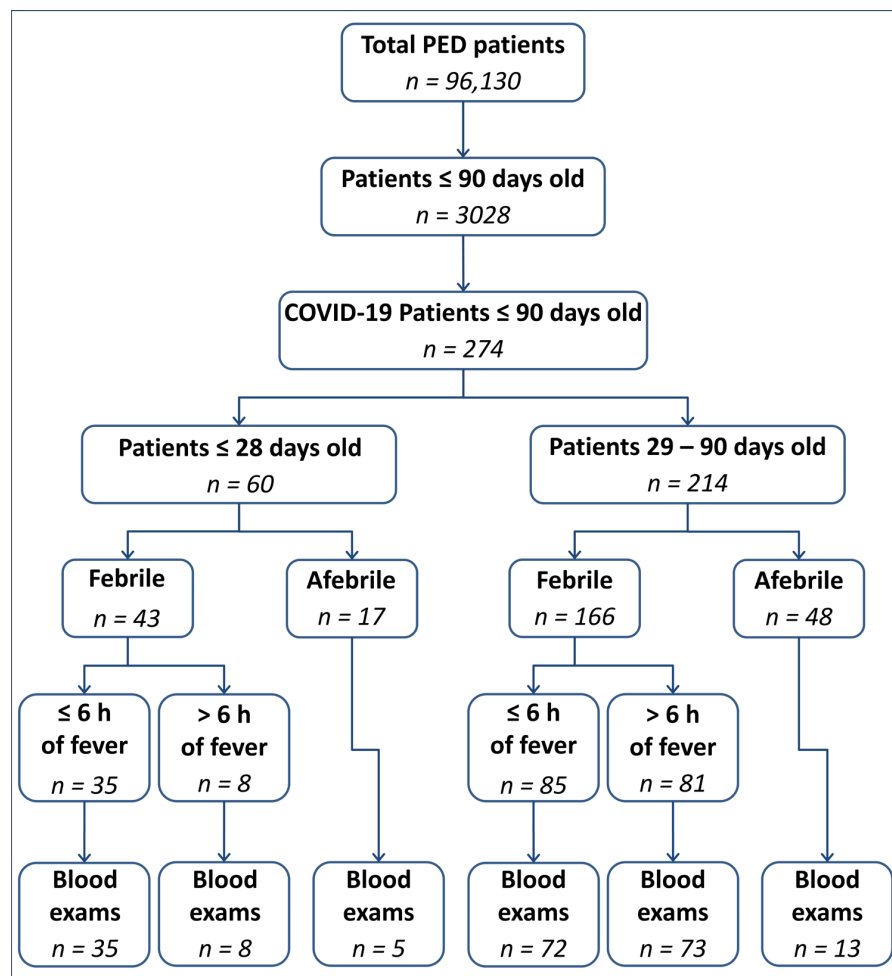 Total PED patients
n = 96,130
Patients ≤ 90 days old
n = 3028
COVID-19 Patients ≤ 90 days old
n = 274
Patients ≤ 28 days old
n = 60
Patients 29 – 90 days old
n = 214
Febrile
n = 43
Afebrile
n = 17
Febrile
n = 166
Afebrile
n = 48
≤ 6 h
of fever
n = 35
> 6 h
of fever
n = 8
≤ 6 h
of fever
n = 85
> 6 h
of fever
n = 81
Blood
exams
n = 35
Blood
exams
n = 8
Blood
exams
n = 5
Blood
exams
n = 72
Blood
exams
n = 73
Blood
exams
n = 13